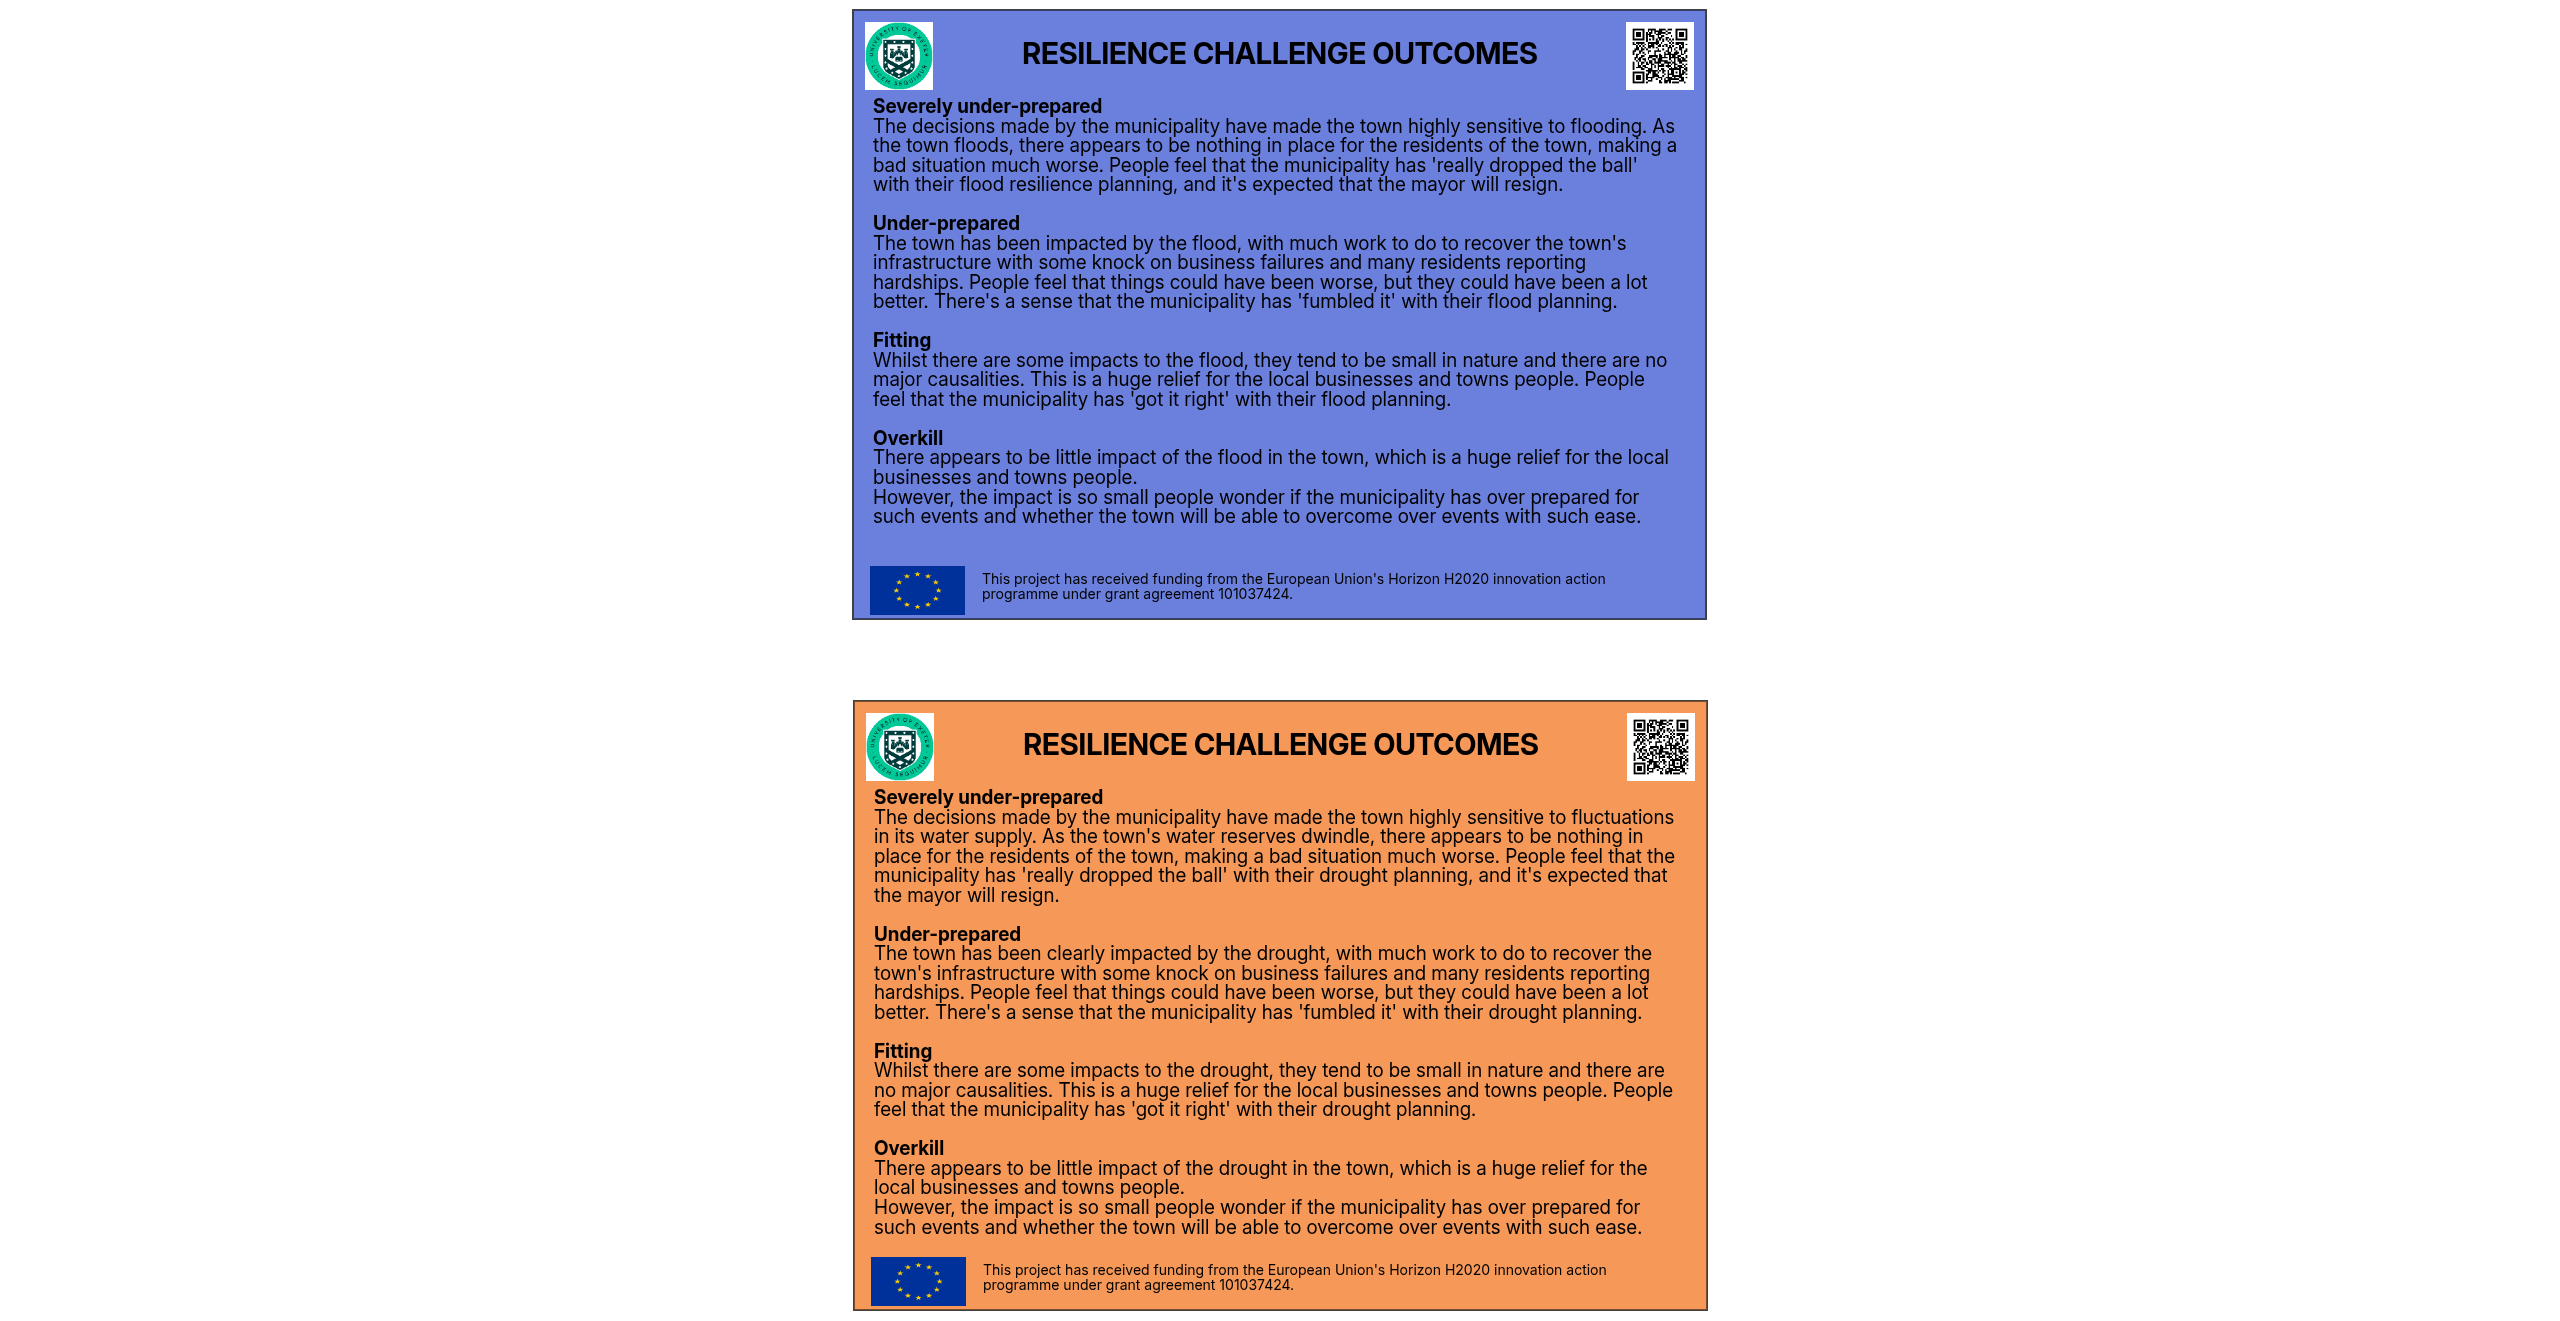 UNIVERSITY OF EXETER
LUCEM SEQUIMUR
RESILIENCE CHALLENGE OUTCOMES
Severely under-prepared
The decisions made by the municipality have made the town highly sensitive to flooding. As
the town floods, there appears to be nothing in place for the residents of the town, making a
bad situation much worse. People feel that the municipality has 'really dropped the ball'
with their flood resilience planning, and it's expected that the mayor will resign.
Under-prepared
The town has been impacted by the flood, with much work to do to recover the town's
infrastructure with some knock on business failures and many residents reporting
hardships. People feel that things could have been worse, but they could have been a lot
better. There's a sense that the municipality has 'fumbled it' with their flood planning.
Fitting
Whilst there are some impacts to the flood, they tend to be small in nature and there are no
major causalities. This is a huge relief for the local businesses and towns people. People
feel that the municipality has 'got it right' with their flood planning.
Overkill
There appears to be little impact of the flood in the town, which is a huge relief for the local
businesses and towns people.
However, the impact is so small people wonder if the municipality has over prepared for
such events and whether the town will be able to overcome over events with such ease.
This project has received funding from the European Union's Horizon H2020 innovation action
programme under grant agreement 101037424.
UNIVERSITY OF EXETER
LUCEM SEQUIMUR
RESILIENCE CHALLENGE OUTCOMES
Severely under-prepared
The decisions made by the municipality have made the town highly sensitive to fluctuations
in its water supply. As the town's water reserves dwindle, there appears to be nothing in
place for the residents of the town, making a bad situation much worse. People feel that the
municipality has 'really dropped the ball' with their drought planning, and it's expected that
the mayor will resign.
Under-prepared
The town has been clearly impacted by the drought, with much work to do to recover the
town's infrastructure with some knock on business failures and many residents reporting
hardships. People feel that things could have been worse, but they could have been a lot
better. There's a sense that the municipality has 'fumbled it' with their drought planning.
Fitting
Whilst there are some impacts to the drought, they tend to be small in nature and there are
no major causalities. This is a huge relief for the local businesses and towns people. People
feel that the municipality has 'got it right' with their drought planning.
Overkill
There appears to be little impact of the drought in the town, which is a huge relief for the
local businesses and towns people.
However, the impact is so small people wonder if the municipality has over prepared for
such events and whether the town will be able to overcome over events with such ease.
This project has received funding from the European Union's Horizon H2020 innovation action
programme under grant agreement 101037424.